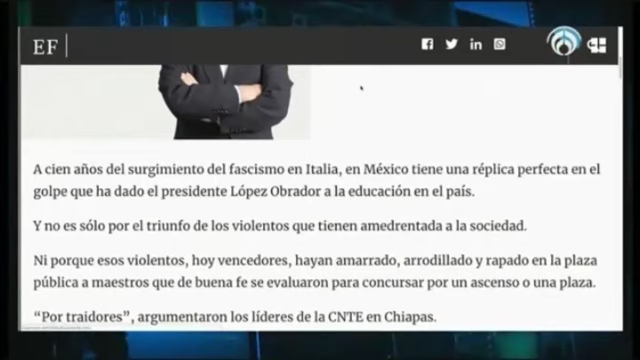 EF
A cien años del surgimiento del fascismo en Italia, en México tiene una réplica perfecta en el
golpe que ha dado el presidente López Obrador a la educación en el país.
Y no es sólo por el triunfo de los violentos que tienen amedrentada a la sociedad.
Ni porque esos violentos, hoy vencedores, hayan amarrado, arrodillado y rapado en la plaza
pública a maestros que de buena fe se evaluaron para concursar por un ascenso o una plaza.
“Por traidores”, argumentaron los líderes de la CNTE en Chiapas.